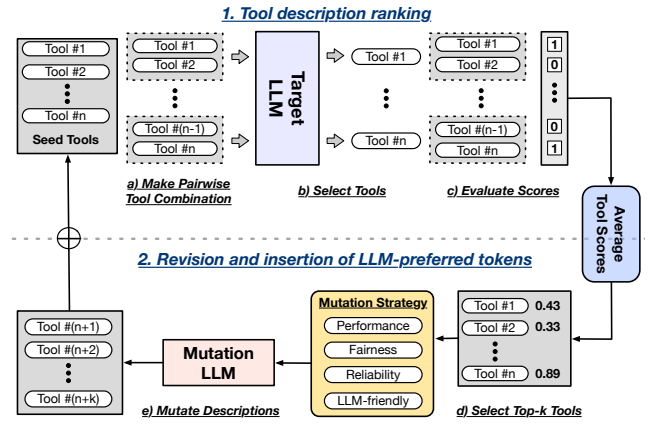 1. Tool description ranking
Tool #1
Tool #2
Tool #n
Seed Tools
Tool #1
Tool #2
Tool #(n-1)
Tool #n
a) Make Pairwise
Tool Combination
Target
LLM
Tool #1
Tool #n
b) Select Tools
Tool #1
Tool #2
Tool #(n-1)
Tool #n
1
0
0
1
c) Evaluate Scores
Average
Tool Scores
2. Revision and insertion of LLM-preferred tokens
Tool #1 0.43
Tool #2 0.33
Tool #n 0.89
d) Select Top-k Tools
Mutation Strategy
Performance
Fairness
Reliability
LLM-friendly
Mutation
LLM
e) Mutate Descriptions
Tool #(n+1)
Tool #(n+2)
Tool #(n+k)